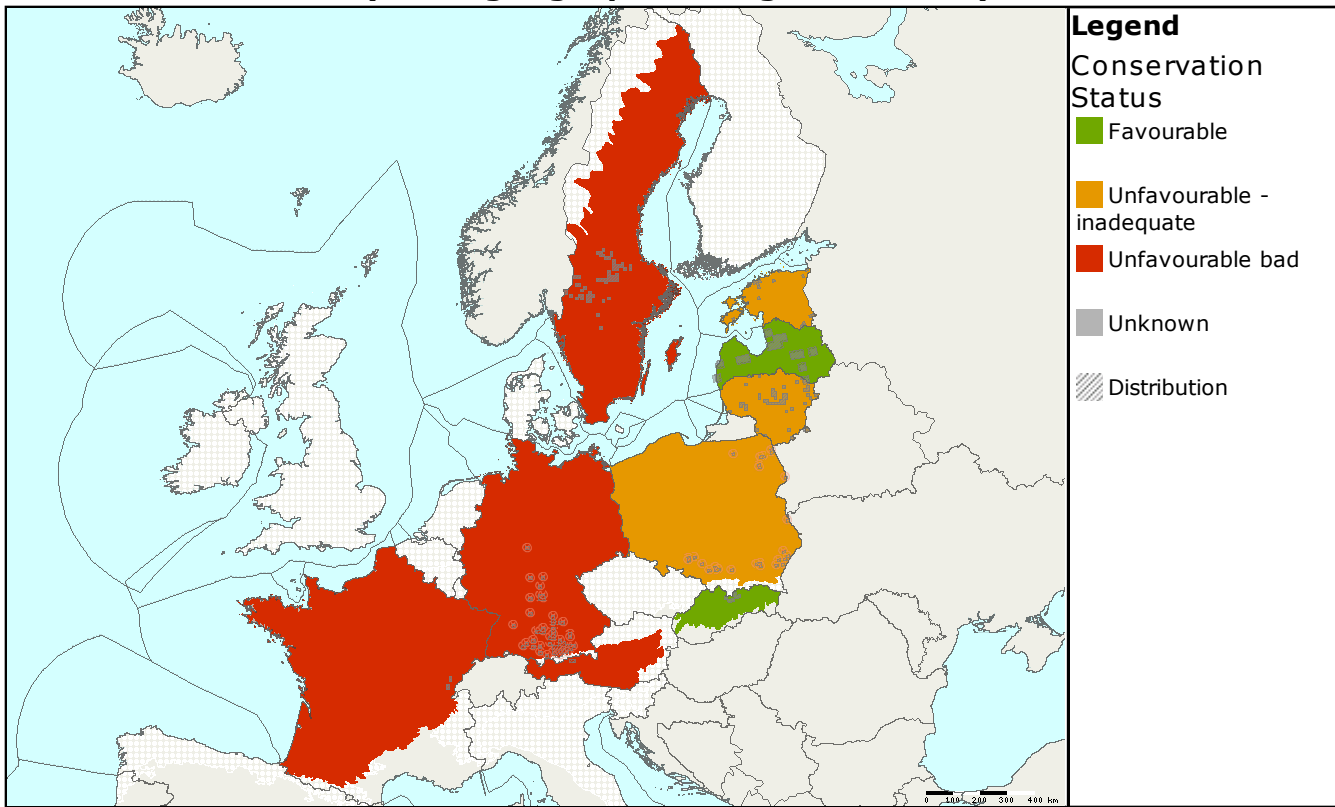 Legend
Conservation
Status
Favourable
Unfavourable -
inadequate
Unfavourable bad
Unknown
Distribution
0 100 200 300 400 km